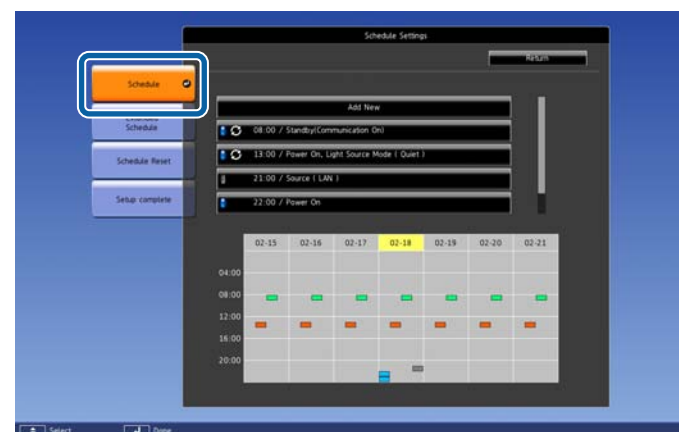 Schedule Settings
Return
Schedule
Extended
Schedule
Schedule Reset
Setup complete
Add New
08:00 / Standby(Communication On)
13:00 / Power On, Light Source Mode ( Quiet )
21:00 / Source ( LAN )
22:00 / Power On
02-15 02-16 02-17 02-18 02-19 02-20 02-21
04:00
08:00
12:00
16:00
20:00
Select Done